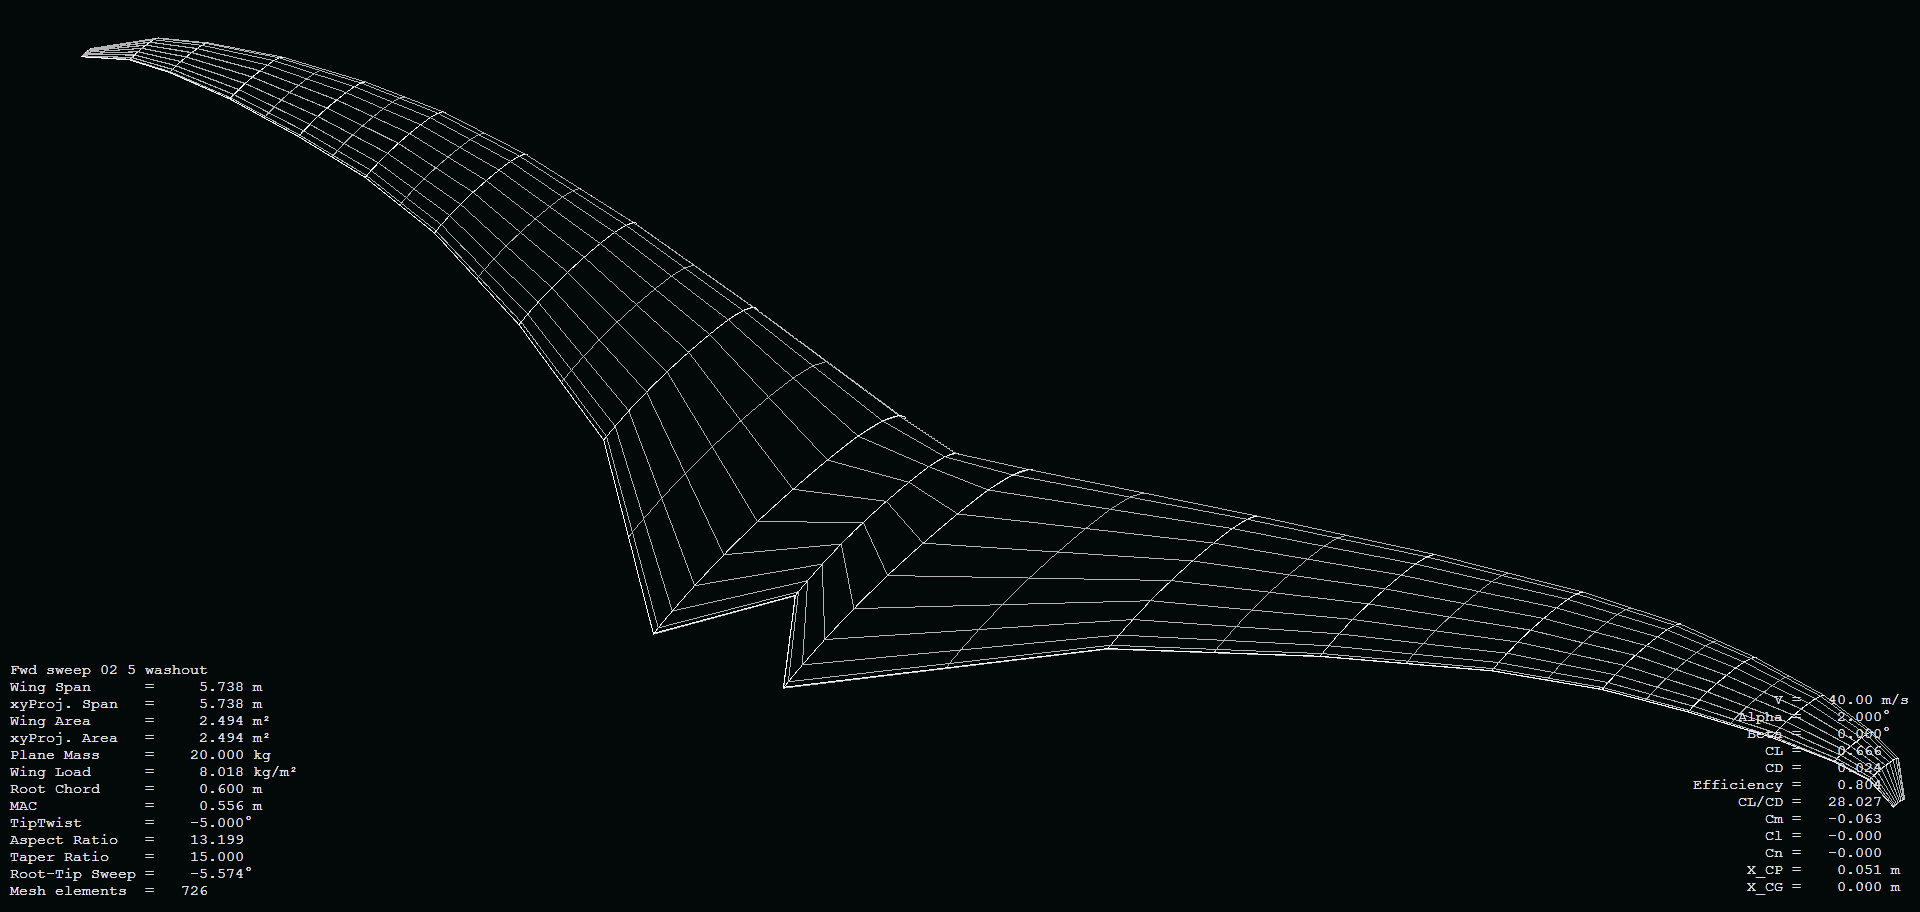 Fwd sweep 02 5 washout
Wing Span = 5.738 m
xyProj. Span = 5.738 m
Wing Area = 2.494 m²
xyProj. Area = 2.494 m²
Plane Mass = 20.000 kg
Wing Load = 8.018 kg/m²
Root Chord = 0.600 m
MAC = 0.556 m
TipTwist = -5.000°
Aspect Ratio = 13.199
Taper Ratio = 15.000
Root-Tip Sweep = -5.574°
Mesh elements = 726
V = 40.00 m/s
Alpha = 2.000°
Beta = 0.000°
CL = 0.666
CD = 0.024
Efficiency = 0.804
CL/CD = 28.027
Cm = -0.063
Cl = -0.000
Cn = -0.000
X_CP = 0.051 m
X_CG = 0.000 m